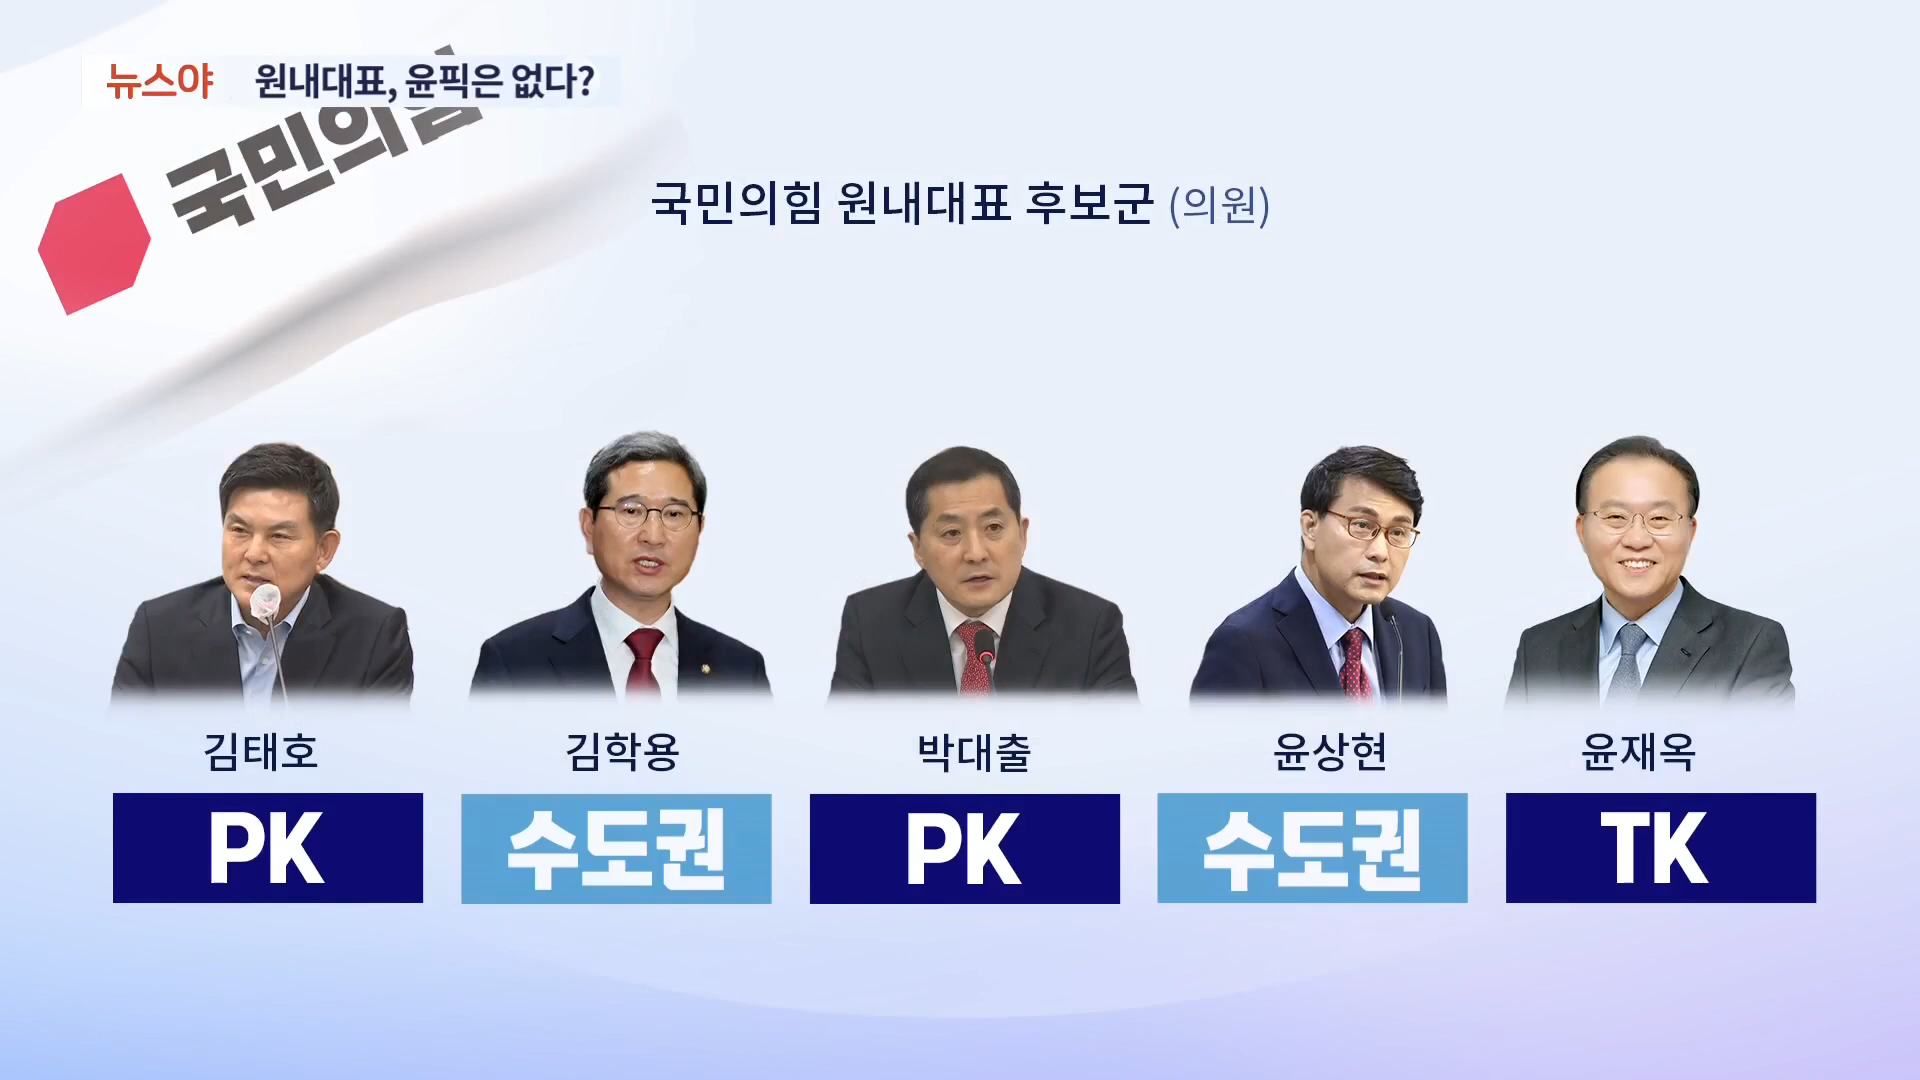 뉴스야 원내대표, 윤픽은 없다?
국민의힘
국민의힘 원내대표 후보군 (의원)
김태호 김학용 박대출 윤상현 윤재옥
PK 수도권 PK 수도권 TK